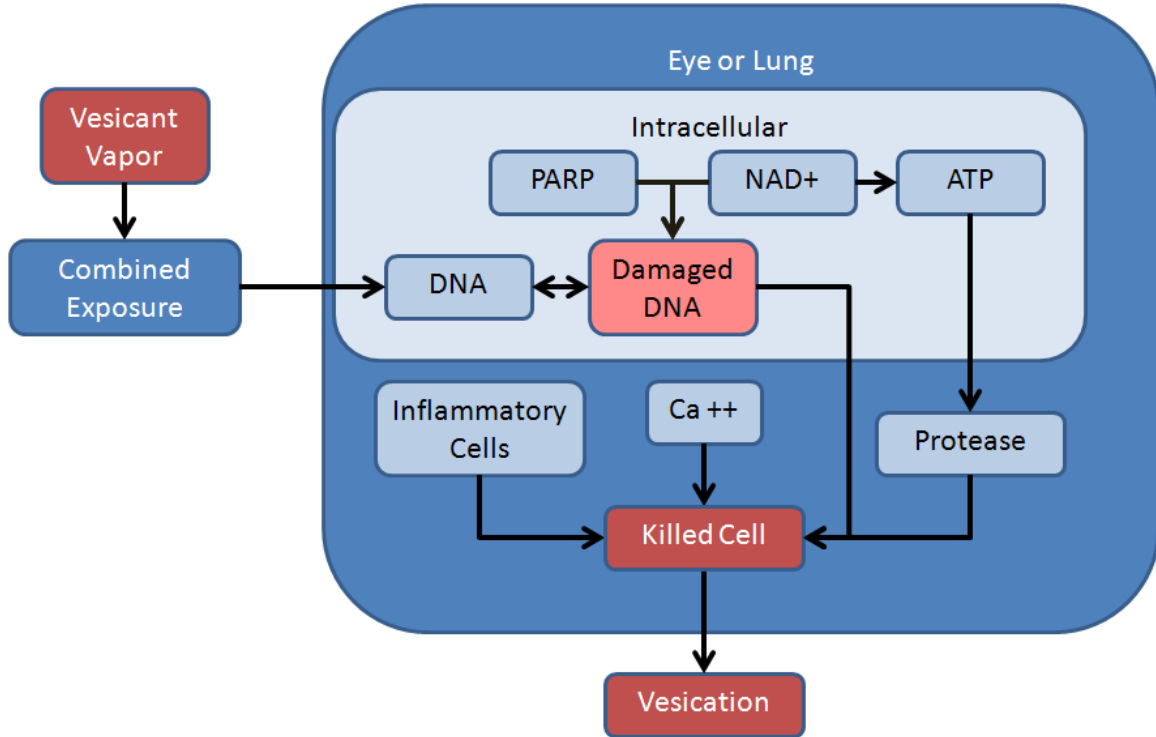 Eye or Lung
Vesicant
Vapor
Intracellular
PARP
NAD+
ATP
Combined
Exposure
DNA
Damaged
DNA
Inflammatory
Cells
Ca ++
Protease
Killed Cell
Vesication